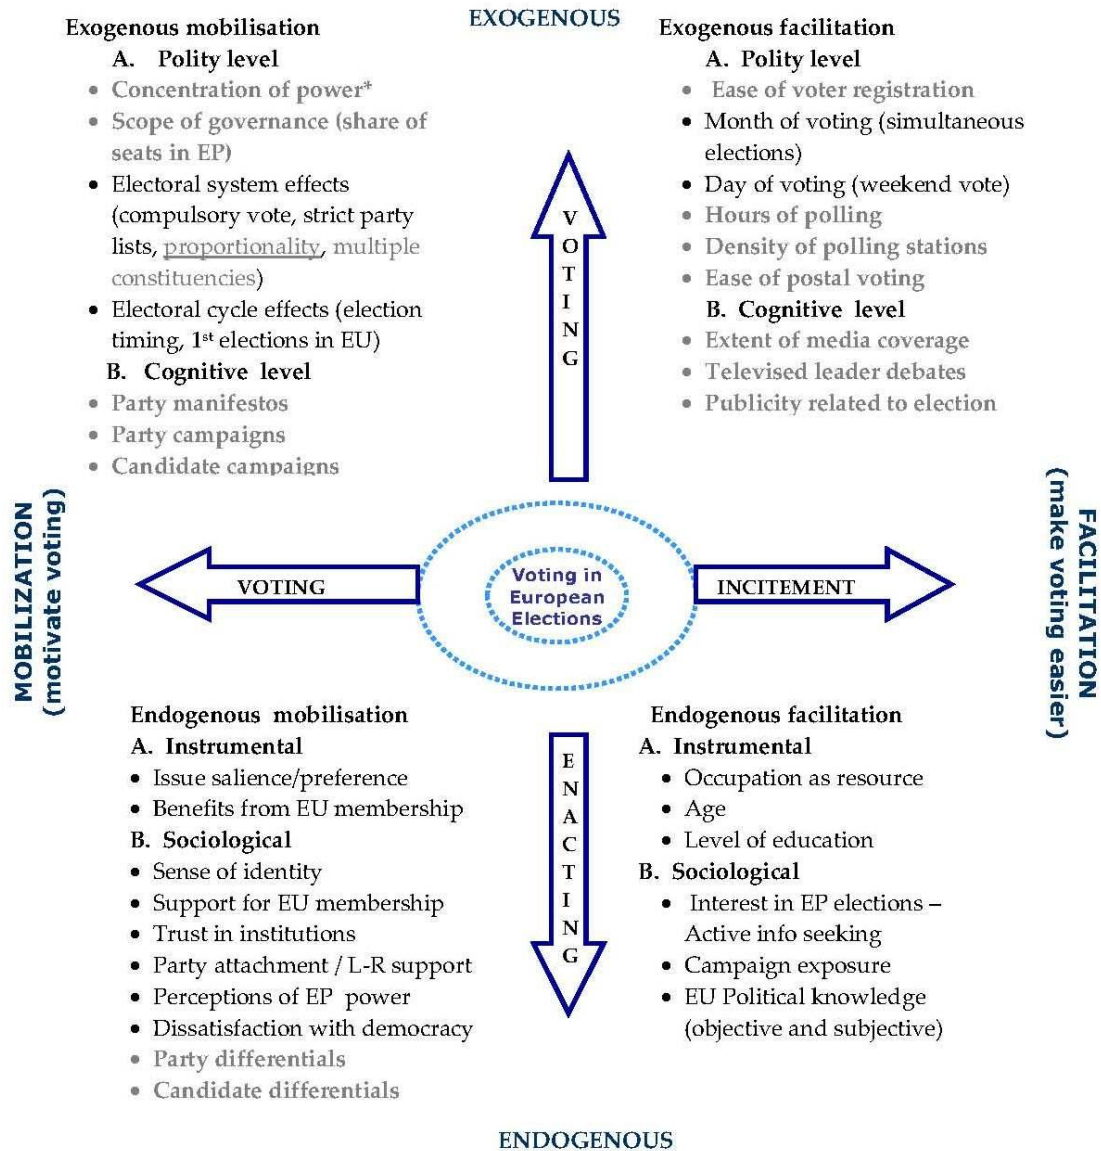 EXOGENOUS
Exogenous mobilisation
A. Polity level
• Concentration of power*
• Scope of governance (share of
seats in EP)
• Electoral system effects
(compulsory vote, strict party
lists, proportionality, multiple
constituencies)
• Electoral cycle effects (election
timing, 1st elections in EU)
B. Cognitive level
• Party manifestos
• Party campaigns
• Candidate campaigns
Exogenous facilitation
A. Polity level
• Ease of voter registration
• Month of voting (simultaneous
elections)
• Day of voting (weekend vote)
• Hours of polling
• Density of polling stations
• Ease of postal voting
B. Cognitive level
• Extent of media coverage
• Televised leader debates
• Publicity related to election
VOTING
MOBILIZATION
(motivate voting)
VOTING
Voting in
European
Elections
INCITEMENT
FACILITATION
(make voting easier)
Endogenous mobilisation
A. Instrumental
• Issue salience/preference
• Benefits from EU membership
B. Sociological
• Sense of identity
• Support for EU membership
• Trust in institutions
• Party attachment / L-R support
• Perceptions of EP power
• Dissatisfaction with democracy
• Party differentials
• Candidate differentials
ENACTING
Endogenous facilitation
A. Instrumental
• Occupation as resource
• Age
• Level of education
B. Sociological
• Interest in EP elections –
Active info seeking
• Campaign exposure
• EU Political knowledge
(objective and subjective)
ENDOGENOUS